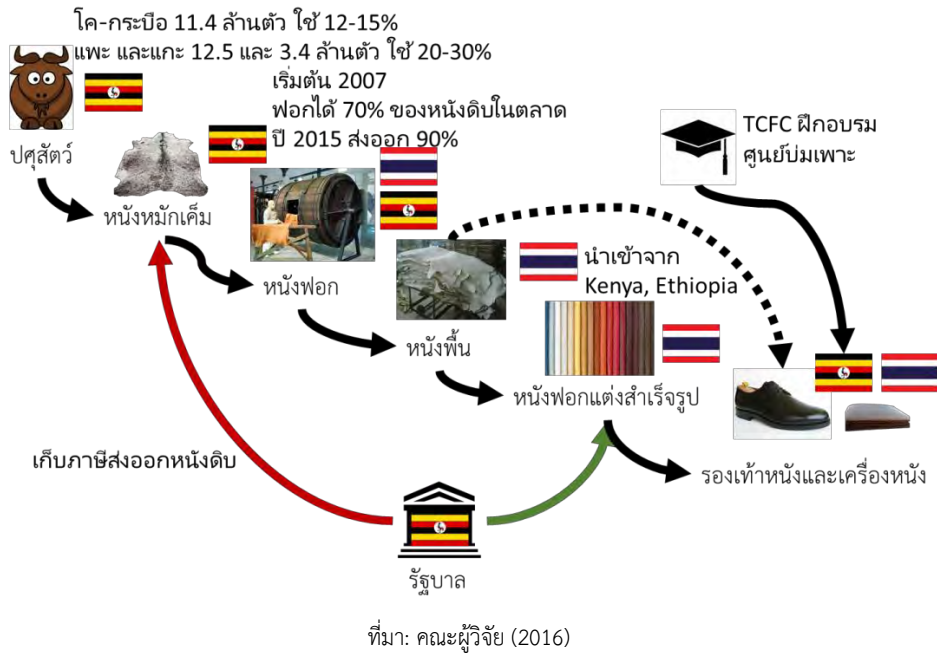 โค-กระบือ 11.4 ล้านตัว ใช้ 12-15%
แพะ และแกะ 12.5 และ 3.4 ล้านตัว ใช้ 20-30%
เริ่มต้น 2007
ฟอกได้ 70% ของหนังดิบในตลาด
ปี 2015 ส่งออก 90%
ปศุสัตว์
TCFC ฝึกอบรม
ศูนย์บ่มเพาะ
หนังหมักเค็ม
หนังฟอก
นำเข้าจาก
Kenya, Ethiopia
หนังพื้น
หนังฟอกแต่งสำเร็จรูป
เก็บภาษีส่งออกหนังดิบ
รองเท้าหนังและเครื่องหนัง
รัฐบาล
ที่มา: คณะผู้วิจัย (2016)